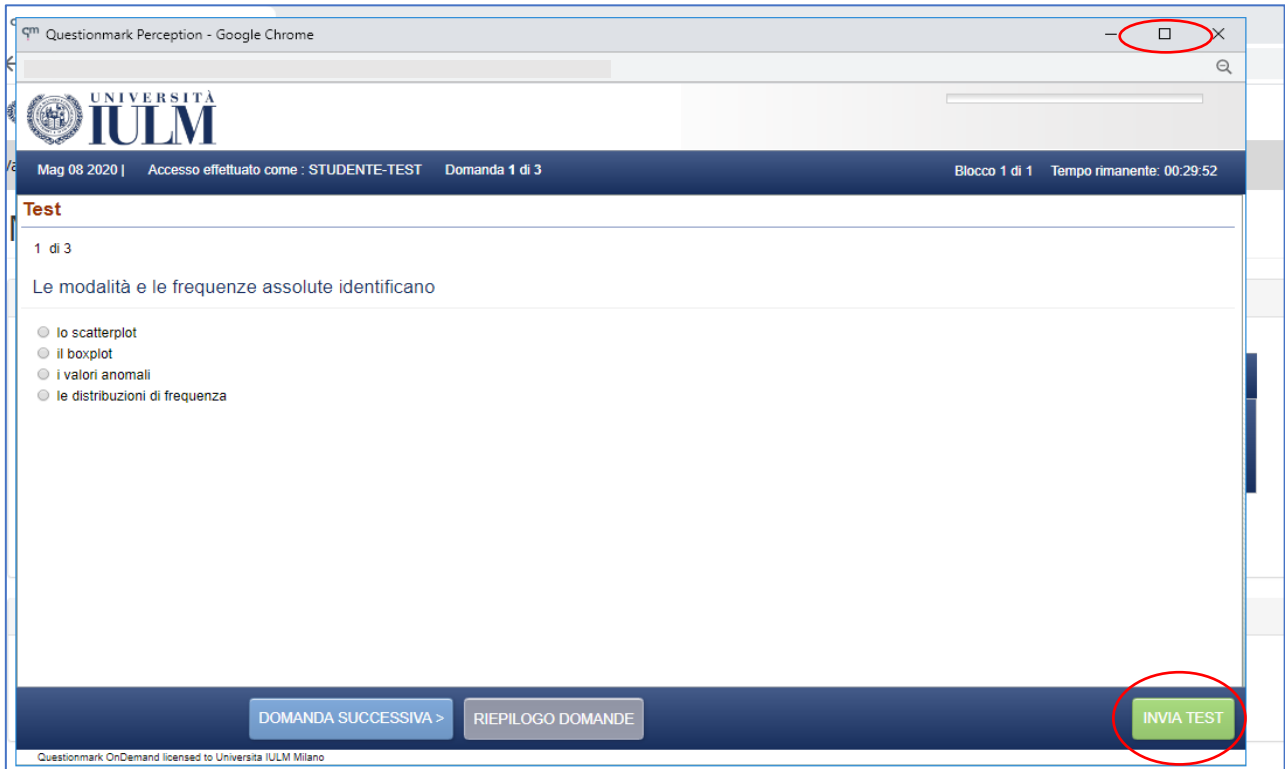 Questionmark Perception - Google Chrome
UNIVERSITÀ
IULM
Mag 08 2020 | Accesso effettuato come : STUDENTE-TEST Domanda 1 di 3 Blocco 1 di 1 Tempo rimanente: 00:29:52
Test
1 di 3
Le modalità e le frequenze assolute identificano
lo scatterplot
il boxplot
i valori anomali
le distribuzioni di frequenza
DOMANDA SUCCESSIVA > RIEPILOGO DOMANDE INVIA TEST
Questionmark OnDemand licensed to Universita IULM Milano